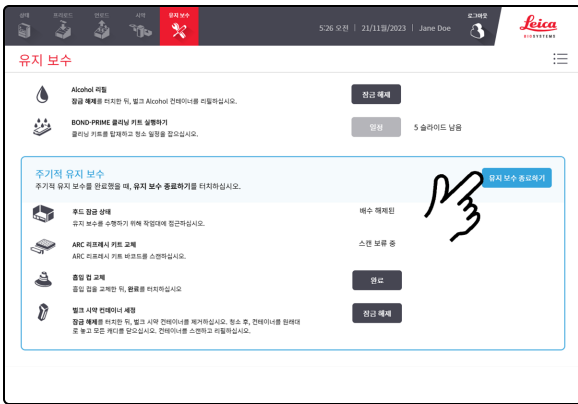 상태 프리로드 언로드 시약 유지 보수
5:26 오전 | 21/11월/2023 | Jane Doe 로그아웃
Leica
BIOSYSTEMS
유지 보수
Alcohol 리필
잠금 해제를 터치한 뒤, 벌크 Alcohol 컨테이너를 리필하십시오. 잠금 해제
BOND-PRIME 클리닝 키트 실행하기
클리닝 키트를 탑재하고 청소 일정을 잡으십시오. 일정 5 슬라이드 남음
주기적 유지 보수
주기적 유지 보수를 완료했을 때, 유지 보수 종료하기를 터치하십시오. 유지 보수 종료하기
후드 잠금 상태 배수 해제된
유지 보수를 수행하기 위해 작업대에 접근하십시오.
ARC 리프레시 키트 교체 스캔 보류 중
ARC 리프레시 키트 바코드를 스캔하십시오.
흡입 컵 교체
흡입 컵을 교체한 뒤, 완료를 터치하십시오 완료
벌크 시약 컨테이너 세정
잠금 해제를 터치한 뒤, 벌크 시약 컨테이너를 제거하십시오. 청소 후, 컨테이너를 원래대 잠금 해제
로 놓고 모든 캐디를 닫으십시오. 컨테이너를 스캔하고 리필하십시오.